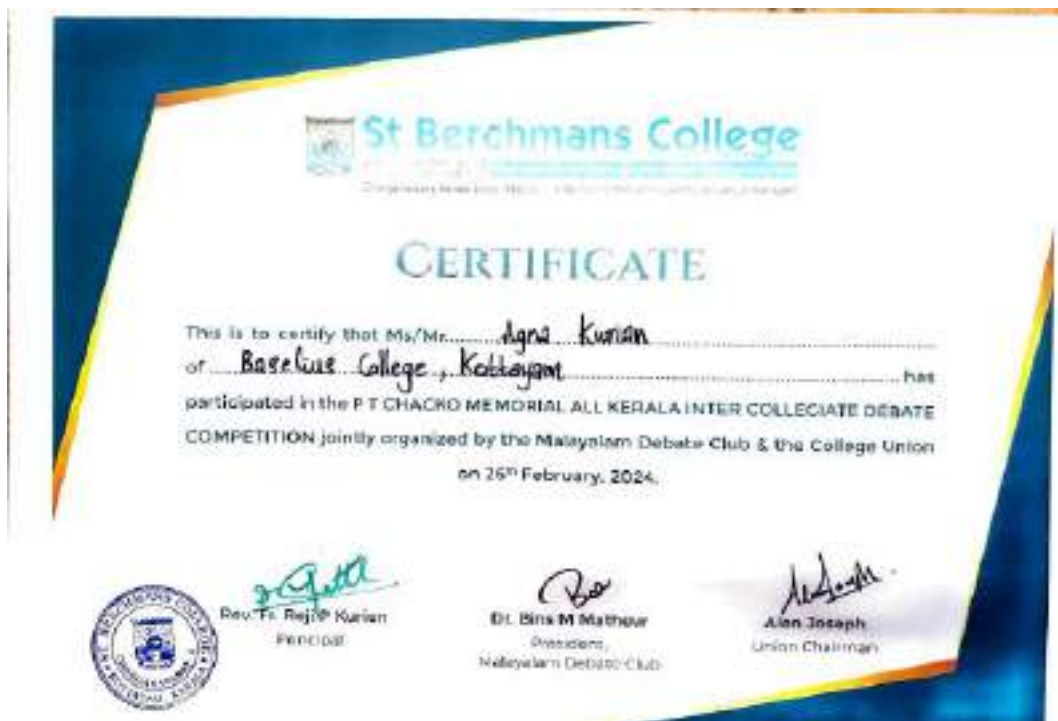 St Berchmans College
CERTIFICATE
This is to certify that Ms/Mr. Agna Kurian
of Baselius College, Kottayam has
participated in the P T CHACKO MEMORIAL ALL KERALA INTER COLLEGIATE DEBATE
COMPETITION jointly organized by the Malayalam Debate Club & the College Union
on 26th February, 2024.
Rev. Fr. Reji P Kurian
Principal
Dr. Bins M Mathew
President,
Malayalam Debate Club
Alan Joseph
Union Chairman